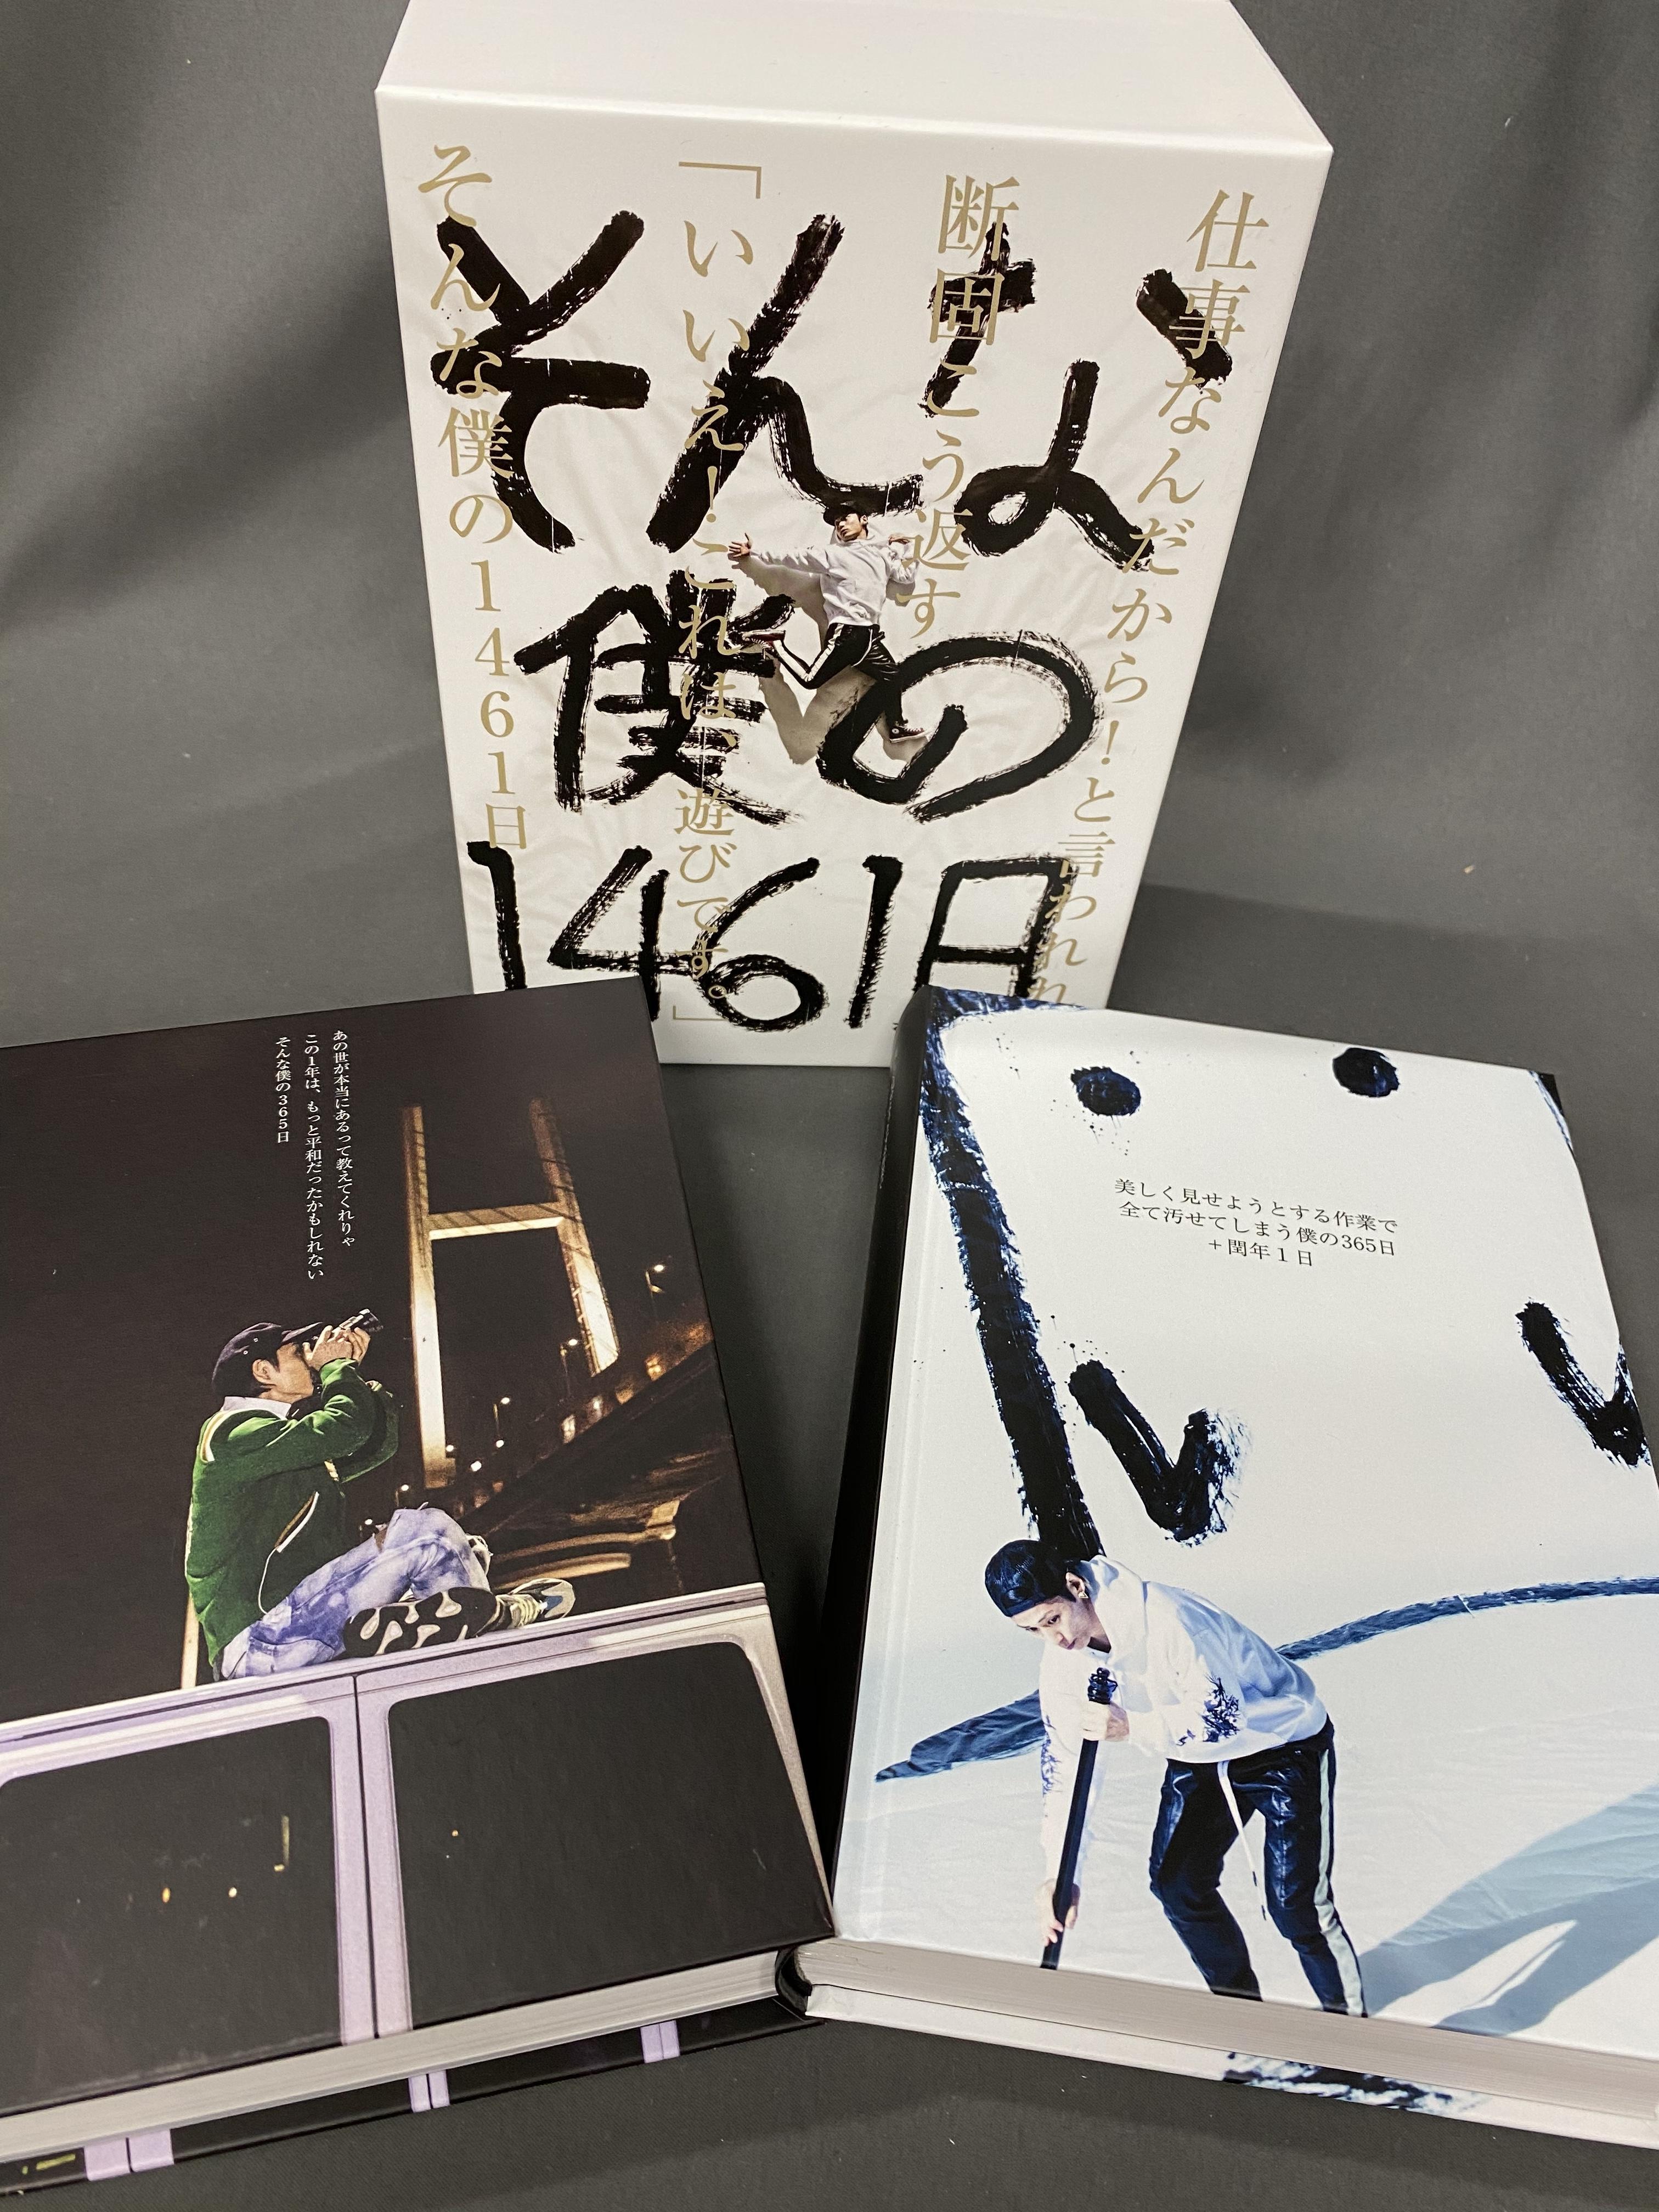 仕事なんだからら！と言われれ
断固こう返す
「いいえ！これは、遊びです。」
そんな僕の1461日
そんな
僕の
1461日
あの世が本当にあるって教えてくれりゃ
この1年は、もっと平和だったかもしれない
そんな僕の365日
美しく見せようとする作業で
全て汚せてしまう僕の365日
+閏年1日